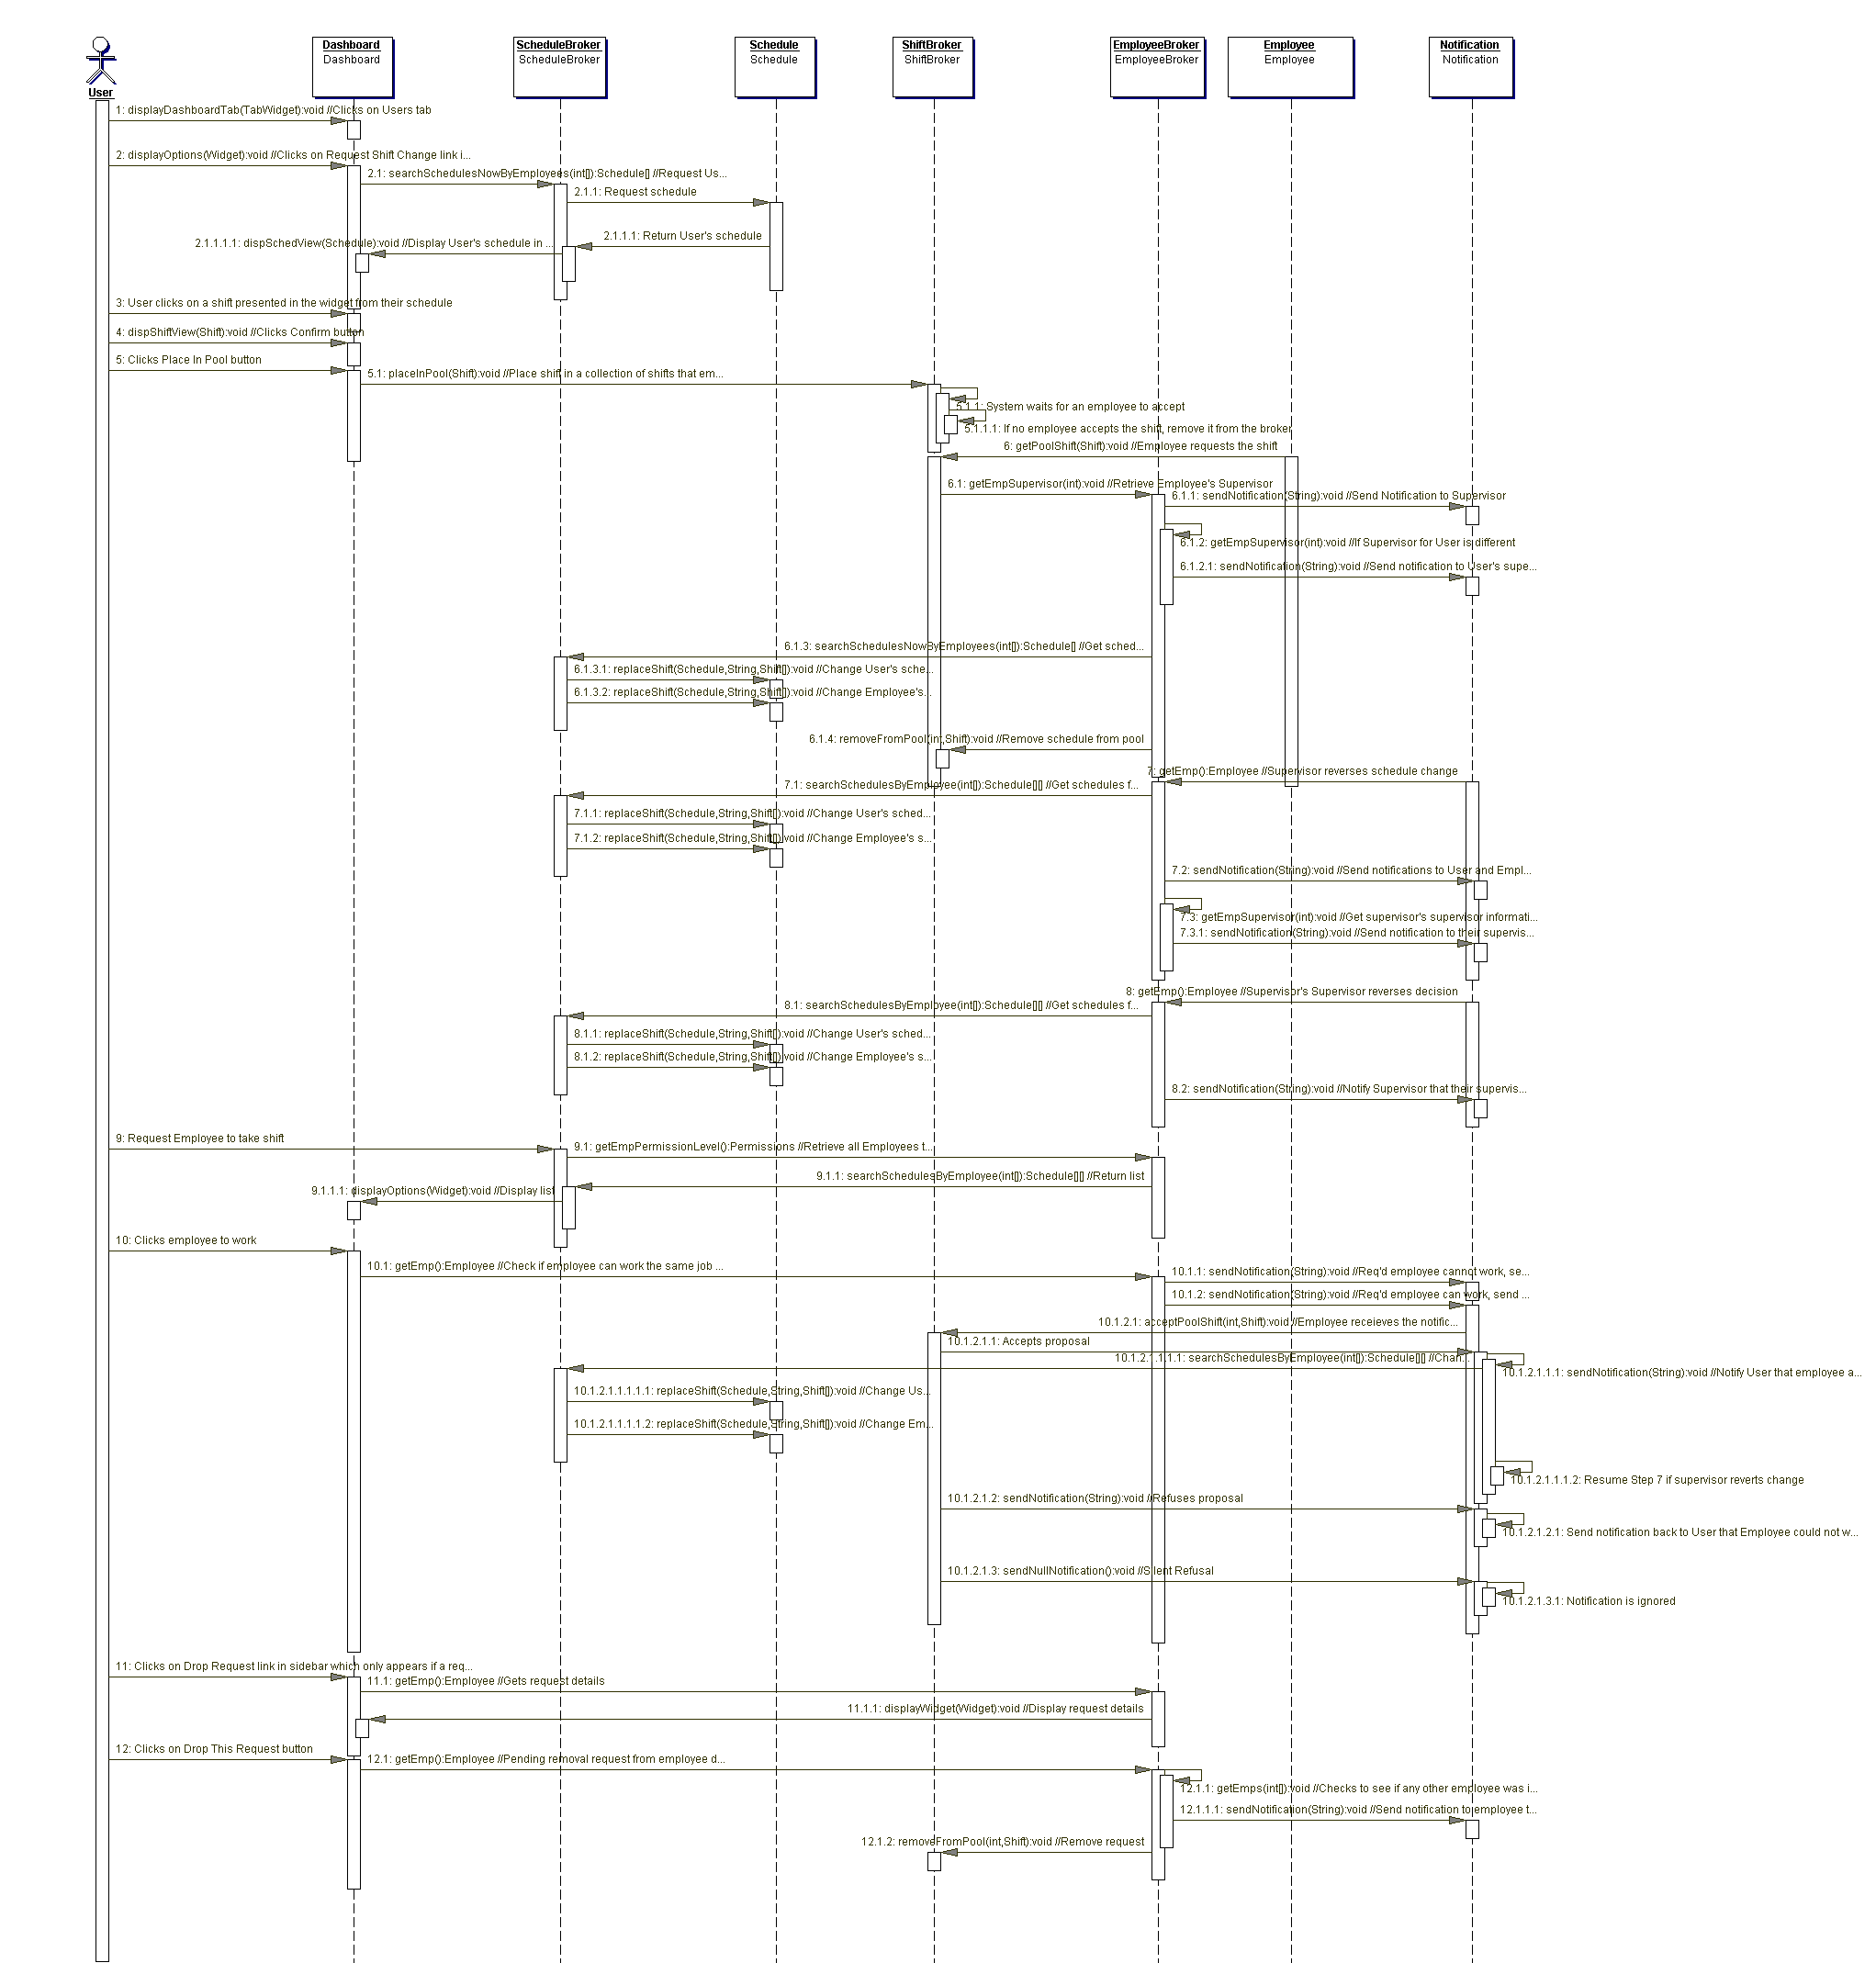 Dashboard
Dashboard
ScheduleBroker
ScheduleBroker
Schedule
Schedule
ShiftBroker
ShiftBroker
EmployeeBroker
EmployeeBroker
Employee
Employee
Notification
Notification
User
1: displayDashboardTab(TabWidget):void //Clicks on Users tab
2: displayOptions(Widget):void //Clicks on Request Shift Change link i...
2.1: searchSchedulesNowByEmployees(int[]):Schedule[] //Request Us...
2.1.1: Request schedule
2.1.1.1: Return User's schedule
2.1.1.1.1: dispSchedView(Schedule):void //Display User's schedule in ...
3: User clicks on a shift presented in the widget from their schedule
4: dispShiftView(Shift):void //Clicks Confirm button
5: Clicks Place In Pool button
5.1: placeInPool(Shift):void //Place shift in a collection of shifts that em...
5.1.1: System waits for an employee to accept
5.1.1.1: If no employee accepts the shift, remove it from the broker
6: getPoolShift(Shift):void //Employee requests the shift
6.1: getEmpSupervisor(int):void //Retrieve Employee's Supervisor
6.1.1: sendNotification(String):void //Send Notification to Supervisor
6.1.2: getEmpSupervisor(int):void //If Supervisor for User is different
6.1.2.1: sendNotification(String):void //Send notification to User's supe...
6.1.3: searchSchedulesNowByEmployees(int[]):Schedule[] //Get sched...
6.1.3.1: replaceShift(Schedule,String,Shift[]):void //Change User's sche...
6.1.3.2: replaceShift(Schedule,String,Shift[]):void //Change Employee's...
6.1.4: removeFromPool(int,Shift):void //Remove schedule from pool
7: getEmp():Employee //Supervisor reverses schedule change
7.1: searchSchedulesByEmployee(int[]):Schedule[][] //Get schedules f...
7.1.1: replaceShift(Schedule,String,Shift[]):void //Change User's sched...
7.1.2: replaceShift(Schedule,String,Shift[]):void //Change Employee's s...
7.2: sendNotification(String):void //Send notifications to User and Empl...
7.3: getEmpSupervisor(int):void //Get supervisor's supervisor informati...
7.3.1: sendNotification(String):void //Send notification to their supervis...
8: getEmp():Employee //Supervisor's Supervisor reverses decision
8.1: searchSchedulesByEmployee(int[]):Schedule[][] //Get schedules f...
8.1.1: replaceShift(Schedule,String,Shift[]):void //Change User's sched...
8.1.2: replaceShift(Schedule,String,Shift[]):void //Change Employee's s...
8.2: sendNotification(String):void //Notify Supervisor that their supervis...
9: Request Employee to take shift
9.1: getEmpPermissionLevel():Permissions //Retrieve all Employees t...
9.1.1: searchSchedulesByEmployee(int[]):Schedule[][] //Return list
9.1.1.1: displayOptions(Widget):void //Display list
10: Clicks employee to work
10.1: getEmp():Employee //Check if employee can work the same job ...
10.1.1: sendNotification(String):void //Req'd employee cannot work, se...
10.1.2: sendNotification(String):void //Req'd employee can work, send ...
10.1.2.1: acceptPoolShift(int,Shift):void //Employee receieves the notific...
10.1.2.1.1: Accepts proposal
10.1.2.1.1.1.1: searchSchedulesByEmployee(int[]):Schedule[][] //Chan...
10.1.2.1.1.1: sendNotification(String):void //Notify User that employee a...
10.1.2.1.1.1.1.1: replaceShift(Schedule,String,Shift[]):void //Change Us...
10.1.2.1.1.1.1.2: replaceShift(Schedule,String,Shift[]):void //Change Em...
10.1.2.1.1.1.2: Resume Step 7 if supervisor reverts change
10.1.2.1.2: sendNotification(String):void //Refuses proposal
10.1.2.1.2.1: Send notification back to User that Employee could not w...
10.1.2.1.3: sendNullNotification():void //Silent Refusal
10.1.2.1.3.1: Notification is ignored
11: Clicks on Drop Request link in sidebar which only appears if a req...
11.1: getEmp():Employee //Gets request details
11.1.1: displayWidget(Widget):void //Display request details
12: Clicks on Drop This Request button
12.1: getEmp():Employee //Pending removal request from employee d...
12.1.1: getEmps(int[]):void //Checks to see if any other employee was i...
12.1.1.1: sendNotification(String):void //Send notification to employee t...
12.1.2: removeFromPool(int,Shift):void //Remove request